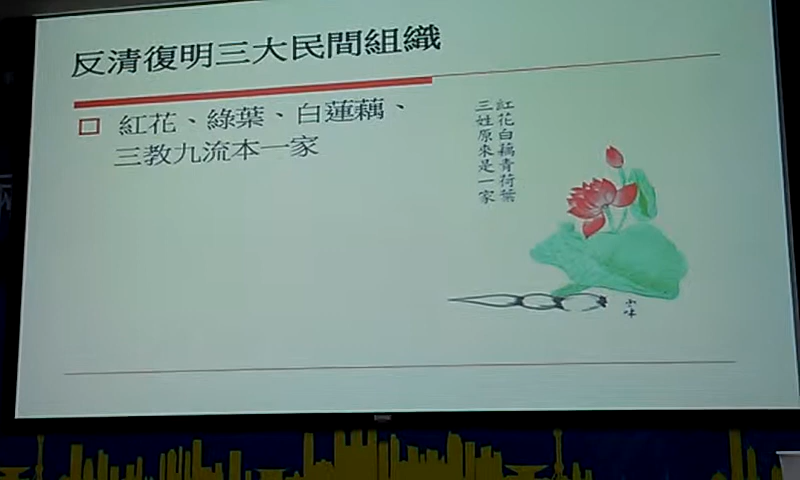 反清復明三大民間組織
紅花、綠葉、白蓮藕、
三教九流本一家
紅花白藕青荷葉
三姓原來是一家